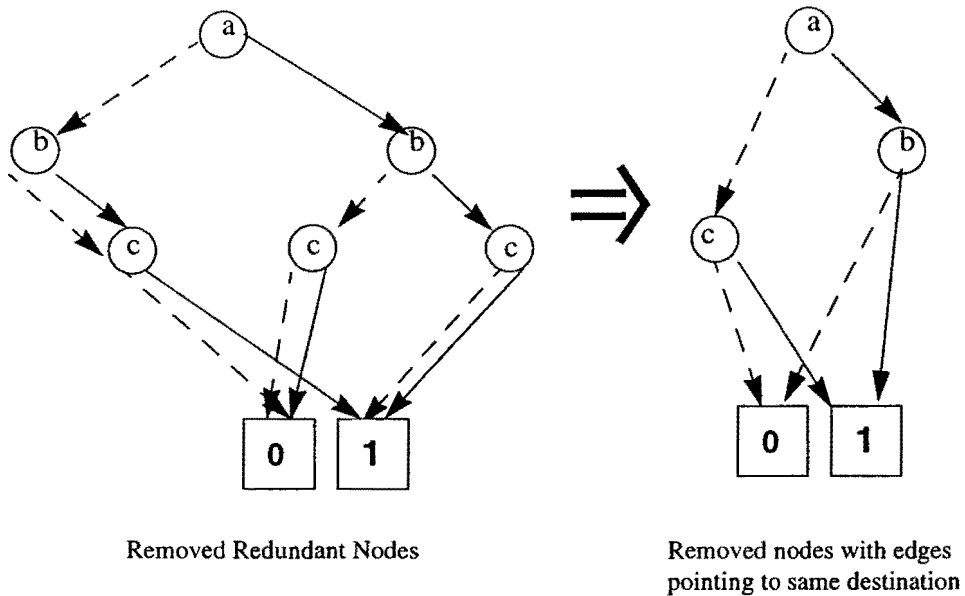 a
a
b
b
b
c
c
c
c
0
1
0
1
Removed Redundant Nodes
Removed nodes with edges
pointing to same destination